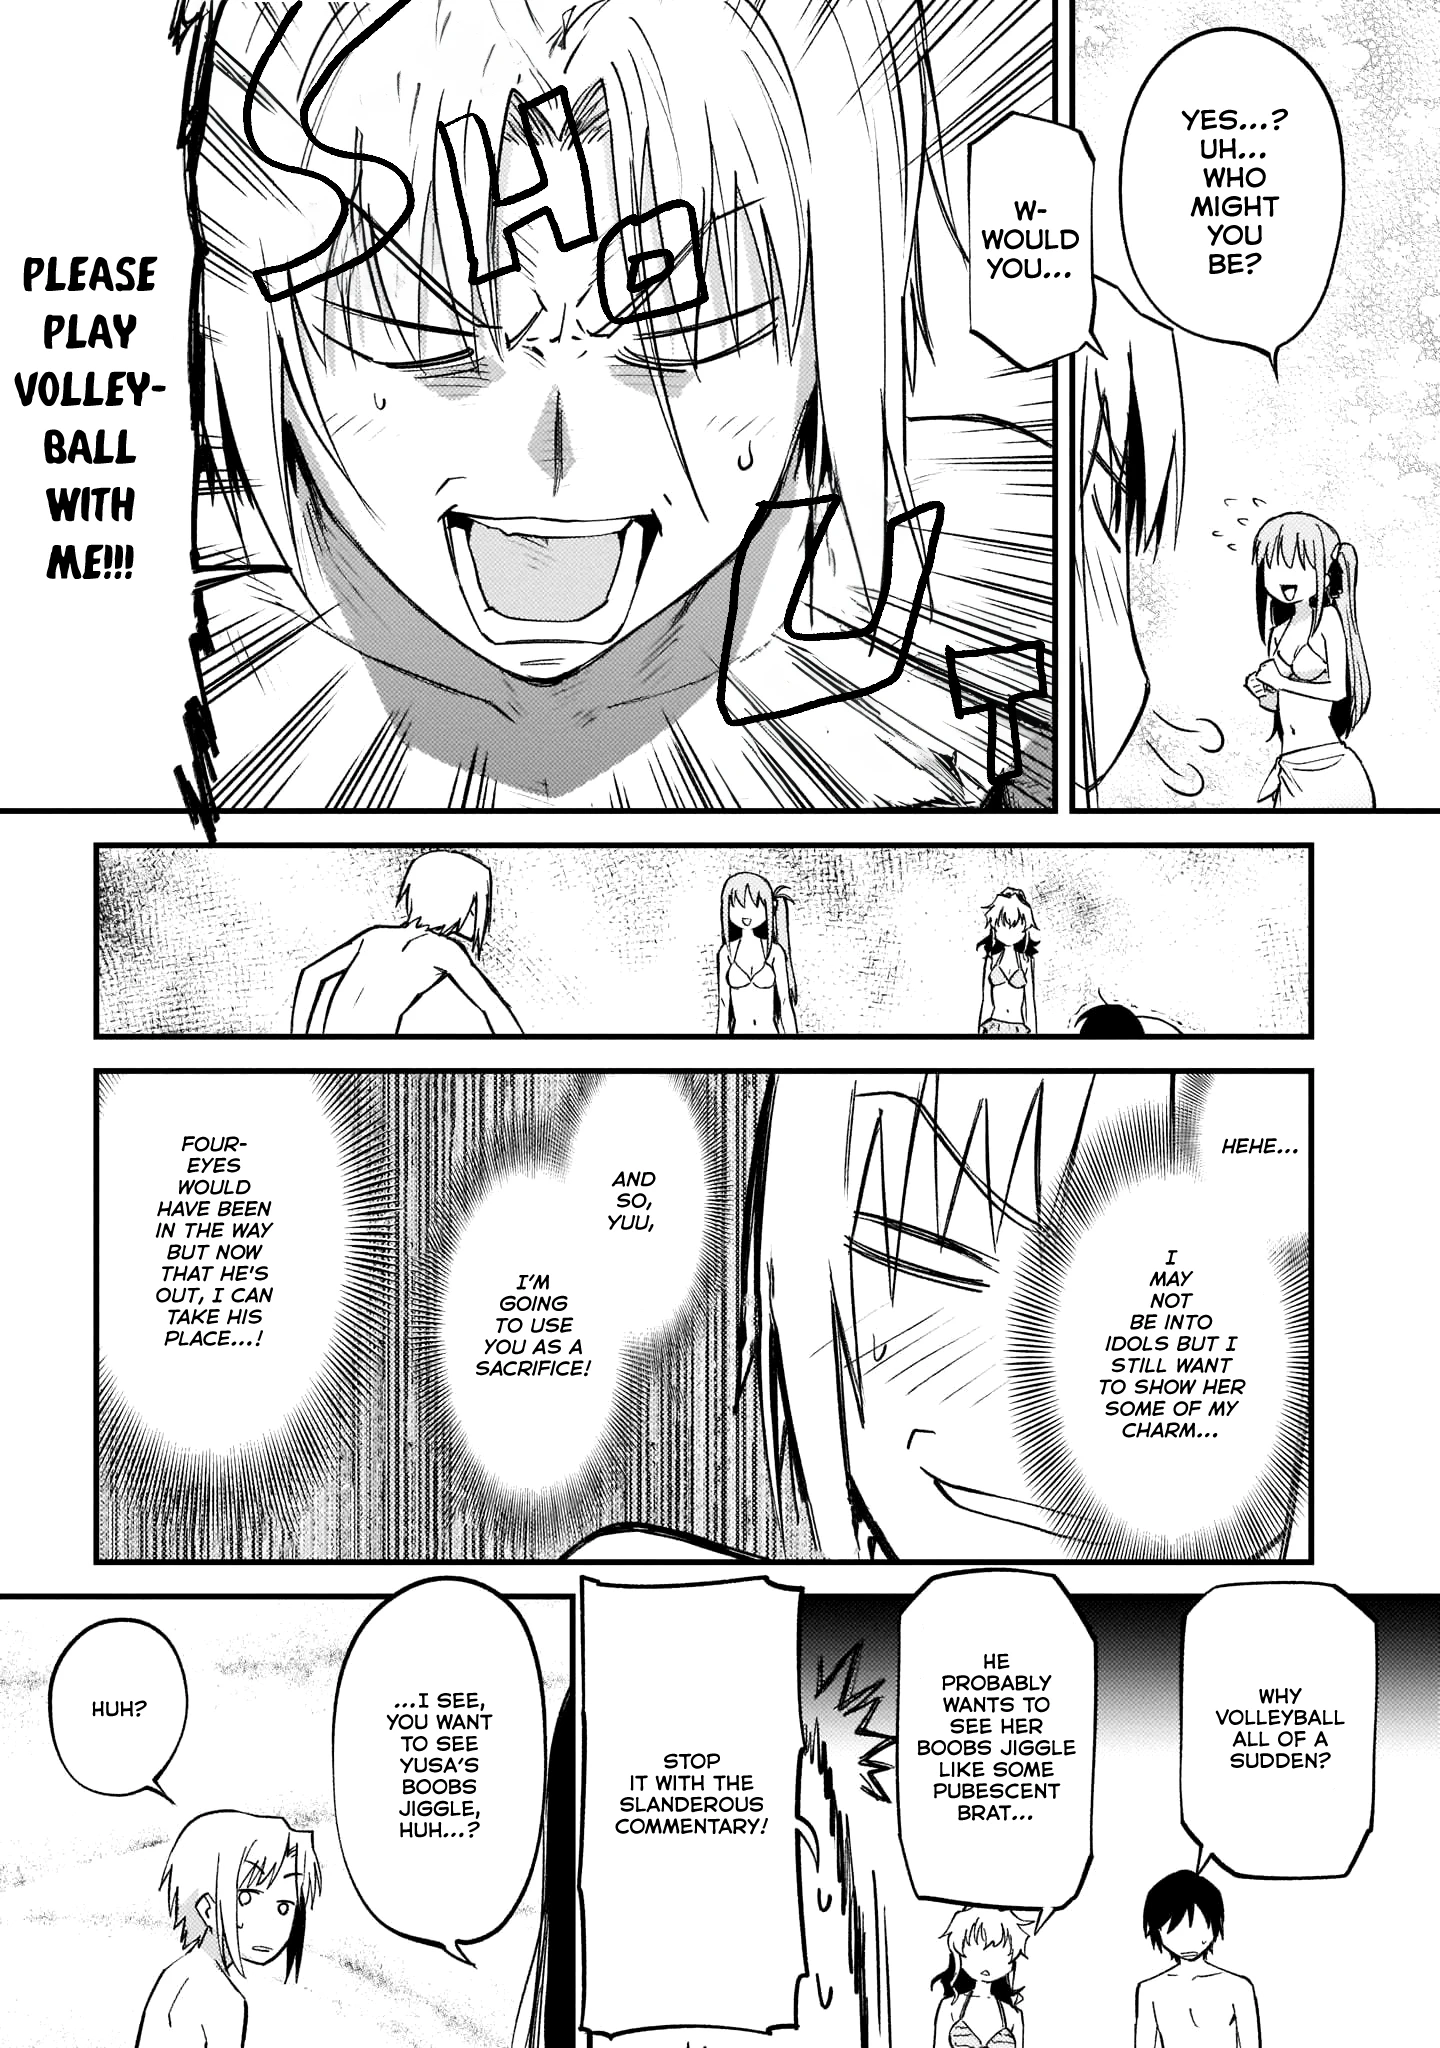 YES...?
UH...
WHO
MIGHT
YOU
BE?
W-
WOULD
YOU...
SHOUT
PLEASE
PLAY
VOLLEY-
BALL
WITH
ME!!!
HEHE...
I
MAY
NOT
BE INTO
IDOLS BUT I
STILL WANT
TO SHOW HER
SOME OF MY
CHARM...
AND
SO,
YUU,
I'M
GOING
TO USE
YOU AS A
SACRIFICE!
FOUR-
EYES
WOULD
HAVE BEEN
IN THE WAY
BUT NOW
THAT HE'S
OUT, I CAN
TAKE HIS
PLACE...!
WHY
VOLLEYBALL
ALL OF A
SUDDEN?
HE
PROBABLY
WANTS TO
SEE HER
BOOBS JIGGLE
LIKE SOME
PUBESCENT
BRAT...
STOP
IT WITH THE
SLANDEROUS
COMMENTARY!
...I SEE,
YOU WANT
TO SEE
YUSA'S
BOOBS
JIGGLE,
HUH...?
HUH?